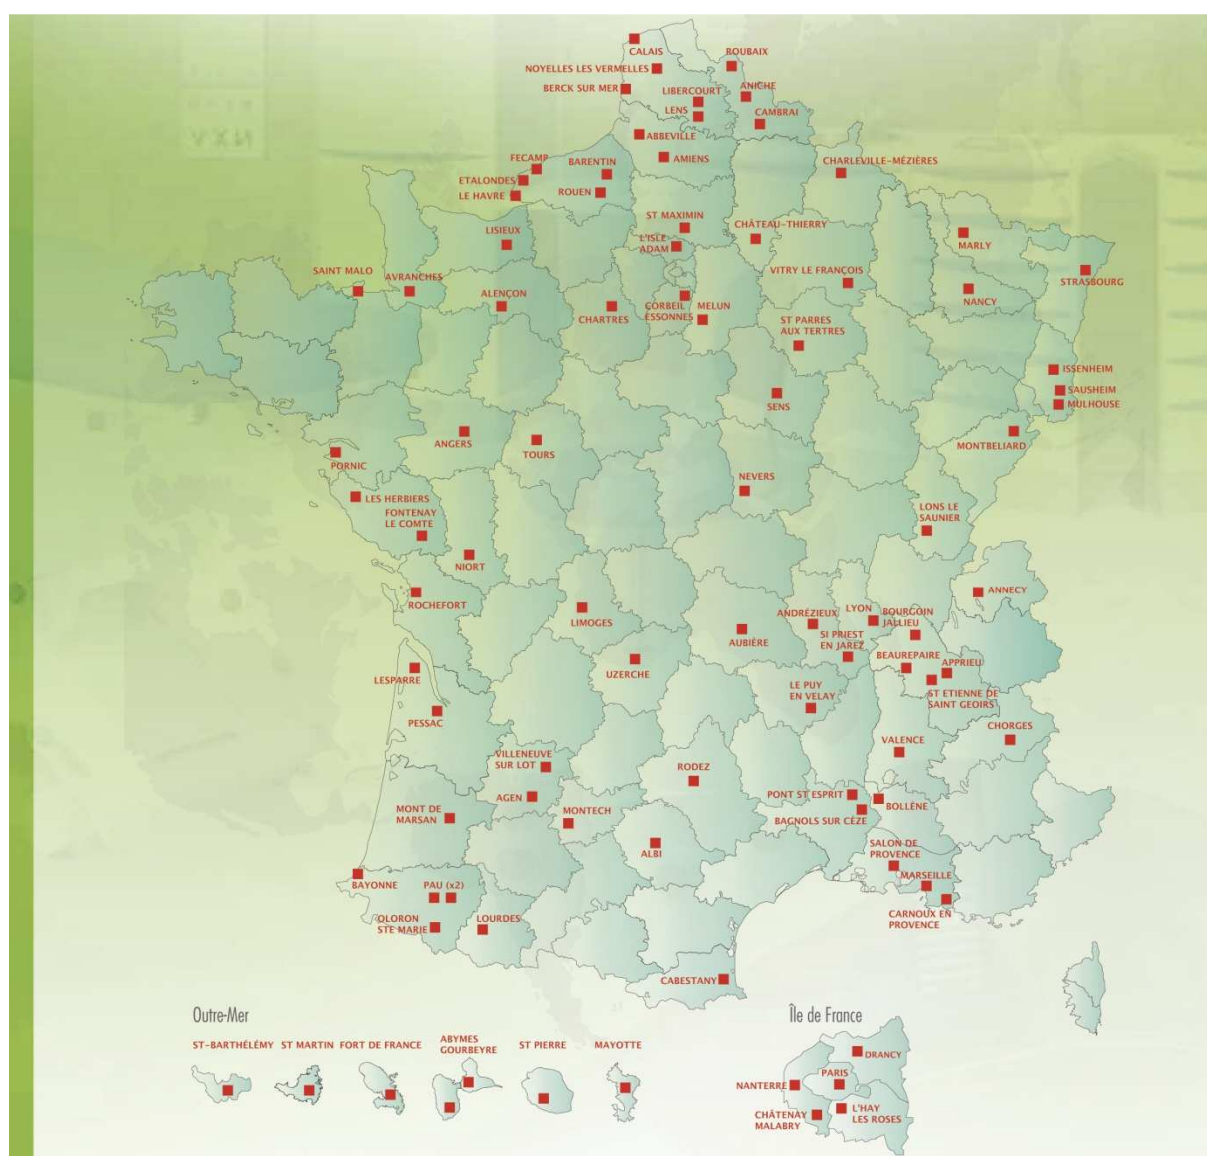 CALAIS
ROUBAIX
NOYELLES LES VERMELLES
BERCK SUR MER
LIBERCOURT
ANICHE
LENS
CAMBRAI
ABBEVILLE
AMIENS
FECAMP
BARENTIN
CHARLEVILLE-MÉZIÈRES
ETALONDES
LE HAVRE
ROUEN
ST MAXIMIN
CHÂTEAU-THIERRY
MARLY
LISIEUX
L'ISLE
ADAM
SAINT MALO
AVRANCHES
VITRY LE FRANÇOIS
STRASBOURG
ALENÇON
CHARTRES
CORBEIL
ESSONNES
MELUN
NANCY
ST PARRES
AUX TERTRES
ISSENHEIM
SAUSHEIM
MULHOUSE
SENS
ANGERS
TOURS
MONTBELIARD
PORNIC
NEVERS
LES HERBIERS
FONTENAY
LE COMTE
LONS LE
SAUNIER
NIORT
ROCHEFORT
ANNECY
LIMOGES
ANDRÉZIEUX
LYON
BOURGOIN
JALLIEU
AUBIÈRE
SI PRIEST
EN JAREZ
BEAUREPAIRE
APPRIEU
LESPARRE
UZERCHE
LE PUY
EN VELAY
ST ETIENNE DE
SAINT GEOIRS
PESSAC
CHORGES
VILLENEUVE
SUR LOT
VALENCE
RODEZ
AGEN
MONTECH
PONT ST ESPRIT
BOLLÈNE
BAGNOLS SUR CÈZE
MONT DE
MARSAN
ALBI
SALON DE
PROVENCE
MARSEILLE
BAYONNE
PAU (x2)
CARNOUX EN
PROVENCE
OLORON
STE MARIE
LOURDES
CABESTANY
Outre-Mer
ST-BARTHÉLÉMY
ST MARTIN
FORT DE FRANCE
ABYMES
GOURBEYRE
ST PIERRE
MAYOTTE
Île de France
DRANCY
NANTERRE
PARIS
CHÂTENAY
MALABRY
L'HAY
LES ROSES